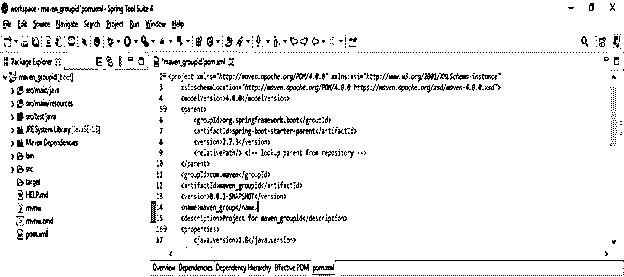 workspace - maven_groupid/pom.xml - Spring Tool Suite 4
File Edit Source Navigate Search Project Run Window Help
Package Explorer
*maven_groupid/pom.xml
maven_groupid [boot]
src/main/java
src/main/resources
src/test/java
JRE System Library
Maven Dependencies
bin
src
target
HELP.md
mvnw
mvnw.cmd
pom.xml
2 <project xmlns="http://maven.apache.org/POM/4.0.0" xmlns:xsi="http://www.w3.org/2001/XMLSchema-instance"
3 xsi:schemaLocation="http://maven.apache.org/POM/4.0.0 https://maven.apache.org/xsd/maven-4.0.0.xsd">
4 <modelVersion>4.0.0</modelVersion>
5 <parent>
6 <groupId>org.springframework.boot</groupId>
7 <artifactId>spring-boot-starter-parent</artifactId>
8 <version>2.7.3</version>
9 <relativePath/> <!-- lookup parent from repository -->
10 </parent>
11 <groupId>com.maven</groupId>
12 <artifactId>maven_groupid</artifactId>
13 <version>0.0.1-SNAPSHOT</version>
14 <name>maven_group</name>
15 <description>Project for maven_groupid</description>
16 <properties>
17 <java.version>1.8</java.version>
Overview Dependencies Dependency Hierarchy Effective POM pom.xml